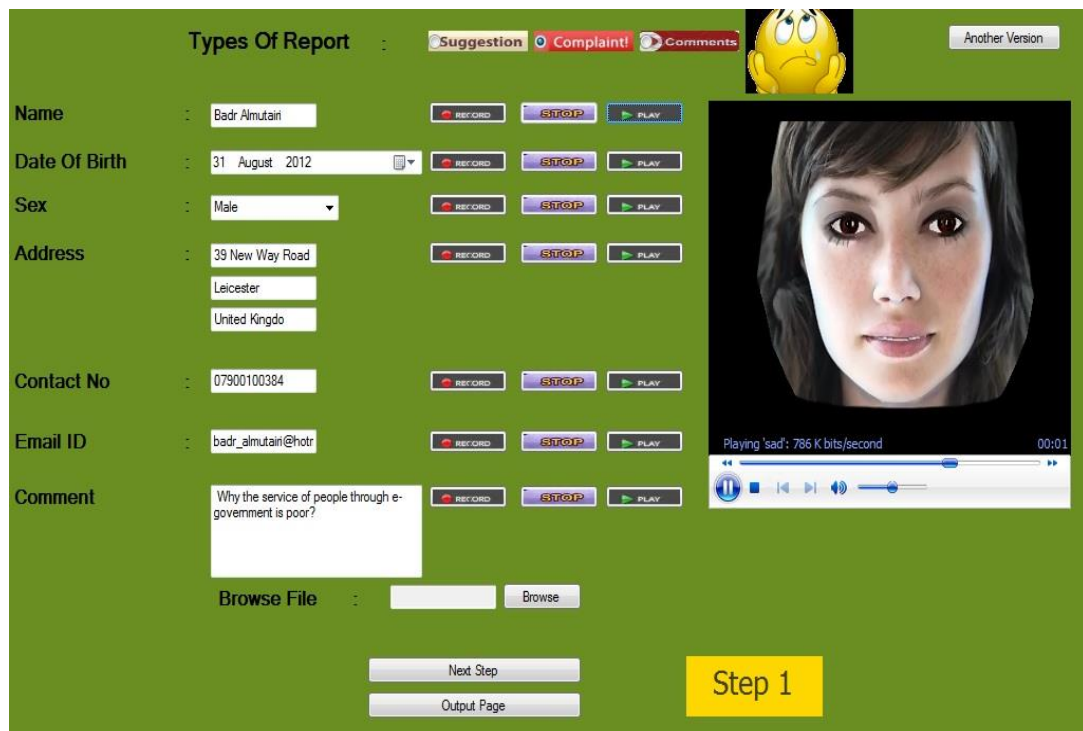 Types Of Report : Suggestion Complaint! Comments Another Version
Name : Badr Almutairi RECORD STOP PLAY
Date Of Birth : 31 August 2012 RECORD STOP PLAY
Sex : Male RECORD STOP PLAY
Address : 39 New Way Road RECORD STOP PLAY
Leicester
United Kingdo
Contact No : 07900100384 RECORD STOP PLAY
Email ID : badr_almutairi@hotr RECORD STOP PLAY
Playing 'sad': 786 K bits/second 00:01
Comment Why the service of people through e- RECORD STOP PLAY
government is poor?
Browse File : Browse
Next Step
Step 1
Output Page